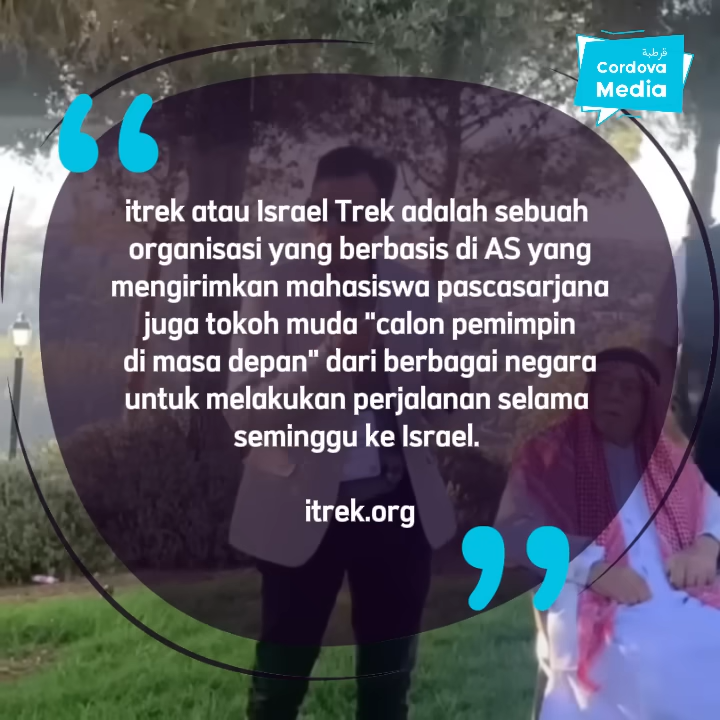 قرطبة
Cordova
Media
itrek atau Israel Trek adalah sebuah
organisasi yang berbasis di AS yang
mengirimkan mahasiswa pascasarjana
juga tokoh muda "calon pemimpin
di masa depan" dari berbagai negara
untuk melakukan perjalanan selama
seminggu ke Israel.
itrek.org